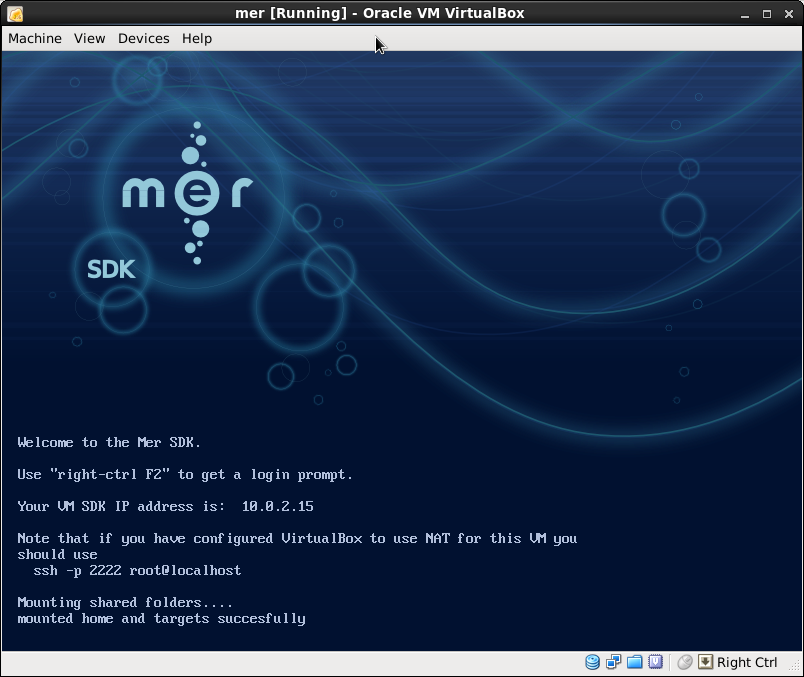 mer [Running] - Oracle VM VirtualBox
Machine View Devices Help
mer
SDK
Welcome to the Mer SDK.
Use "right-ctrl F2" to get a login prompt.
Your VM SDK IP address is:  10.0.2.15
Note that if you have configured VirtualBox to use NAT for this VM you
should use
ssh -p 2222 root@localhost
Mounting shared folders....
mounted home and targets succesfully
Right Ctrl